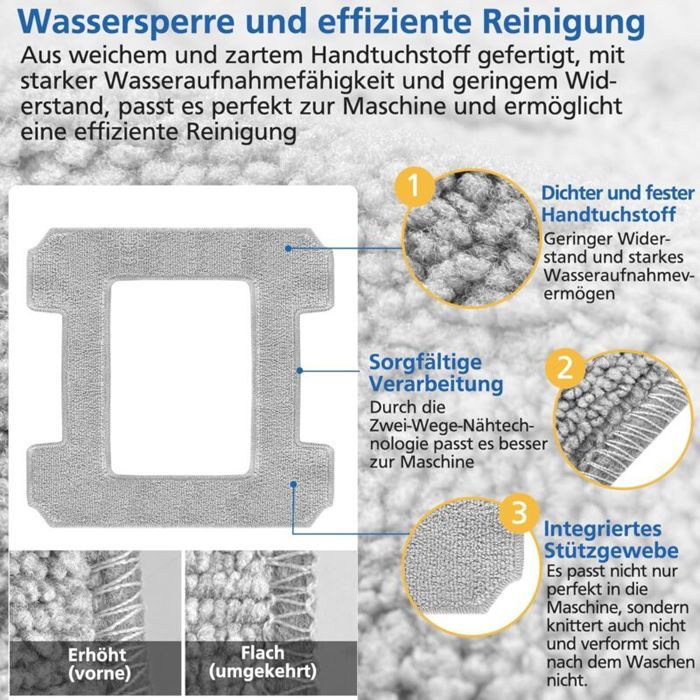 Wassersperre und effiziente Reinigung
Aus weichem und zartem Handtuchstoff gefertigt, mit
starker Wasseraufnahmefähigkeit und geringem Wid-
erstand, passt es perfekt zur Maschine und ermöglicht
eine effiziente Reinigung
1
Dichter und fester
Handtuchstoff
Geringer Wider-
stand und starkes
Wasseraufnahmev-
ermögen
2
Sorgfältige
Verarbeitung
Durch die
Zwei-Wege-Nähtech-
nologie passt es besser
zur Maschine
3
Integriertes
Stützgewebe
Es passt nicht nur
perfekt in die
Maschine, sondern
knittert auch nicht
und verformt sich
nach dem Waschen
nicht.
Erhöht
(vorne)
Flach
(umgekehrt)